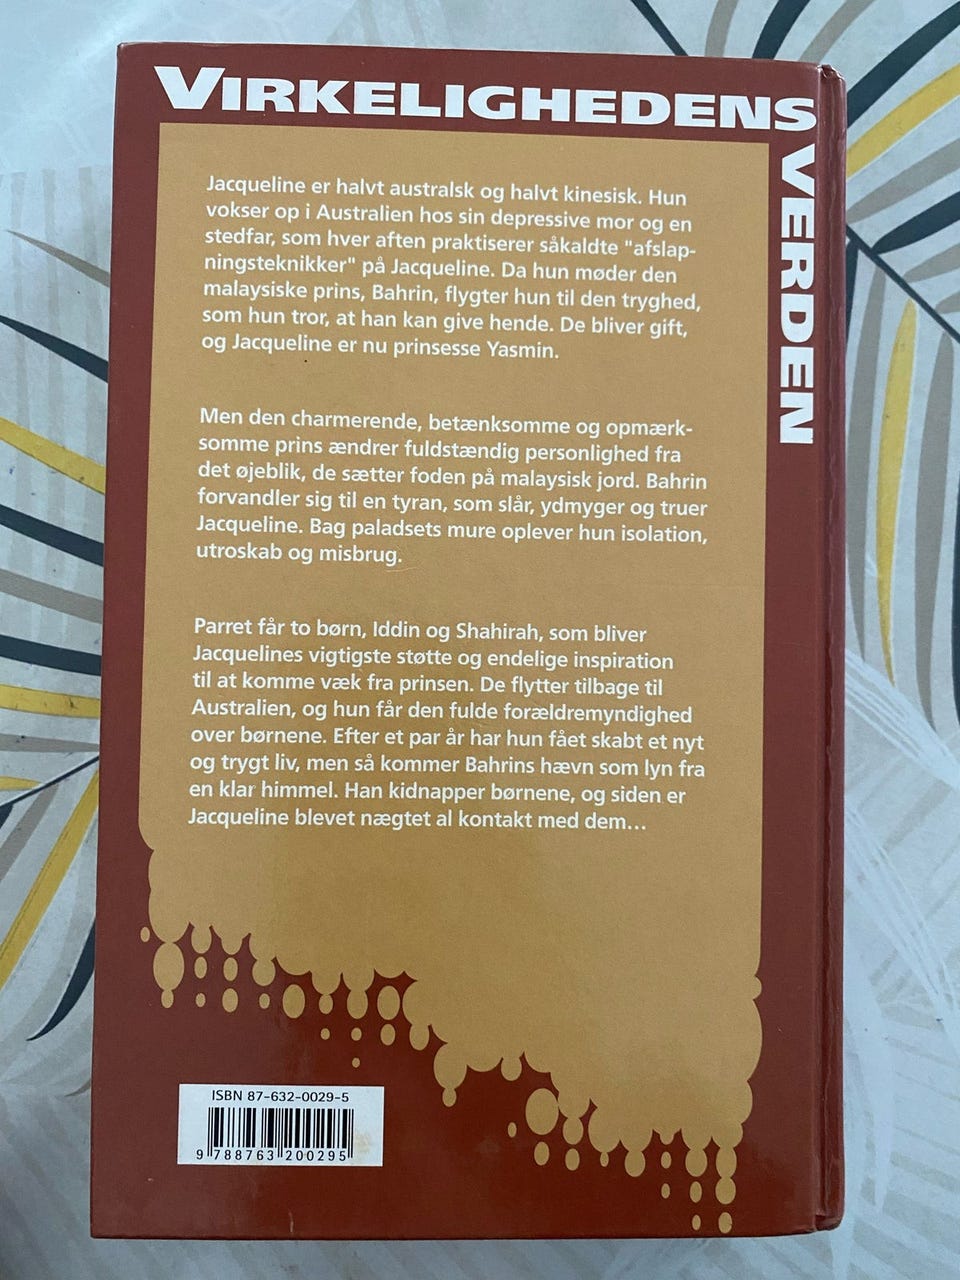 VIRKELIGHEDENS
VERDEN
Jacqueline er halvt australsk og halvt kinesisk. Hun
vokser op i Australien hos sin depressive mor og en
stedfar, som hver aften praktiserer såkaldte "afslap-
ningsteknikker" på Jacqueline. Da hun møder den
malaysiske prins, Bahrin, flygter hun til den tryghed,
som hun tror, at han kan give hende. De bliver gift,
og Jacqueline er nu prinsesse Yasmin.
Men den charmerende, betænksomme og opmærk-
somme prins ændrer fuldstændig personlighed fra
det øjeblik, de sætter foden på malaysisk jord. Bahrin
forvandler sig til en tyran, som slår, ydmyger og truer
Jacqueline. Bag paladsets mure oplever hun isolation,
utroskab og misbrug.
Parret får to børn, Iddin og Shahirah, som bliver
Jacquelines vigtigste støtte og endelige inspiration
til at komme væk fra prinsen. De flytter tilbage til
Australien, og hun får den fulde forældremyndighed
over børnene. Efter et par år har hun fået skabt et nyt
og trygt liv, men så kommer Bahrins hævn som lyn fra
en klar himmel. Han kidnapper børnene, og siden er
Jacqueline blevet nægtet al kontakt med dem...
ISBN 87-632-0029-5
9 788763 200295